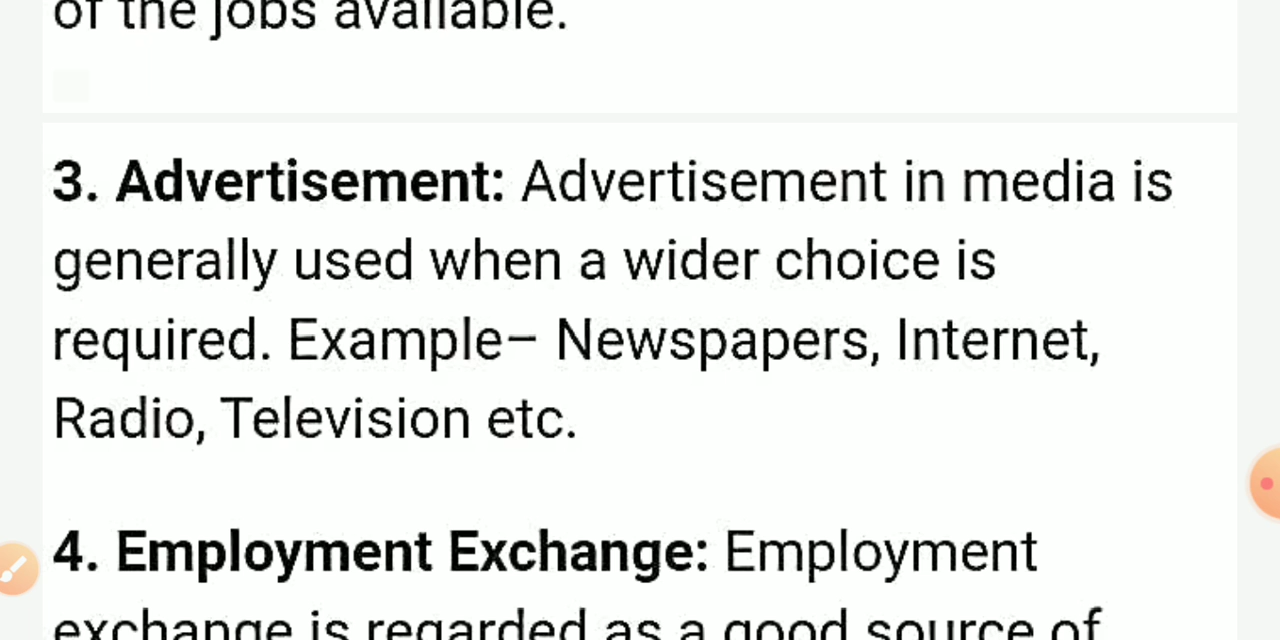 of the jobs available.
3. Advertisement: Advertisement in media is
generally used when a wider choice is
required. Example– Newspapers, Internet,
Radio, Television etc.
4. Employment Exchange: Employment
exchange is regarded as a good source of